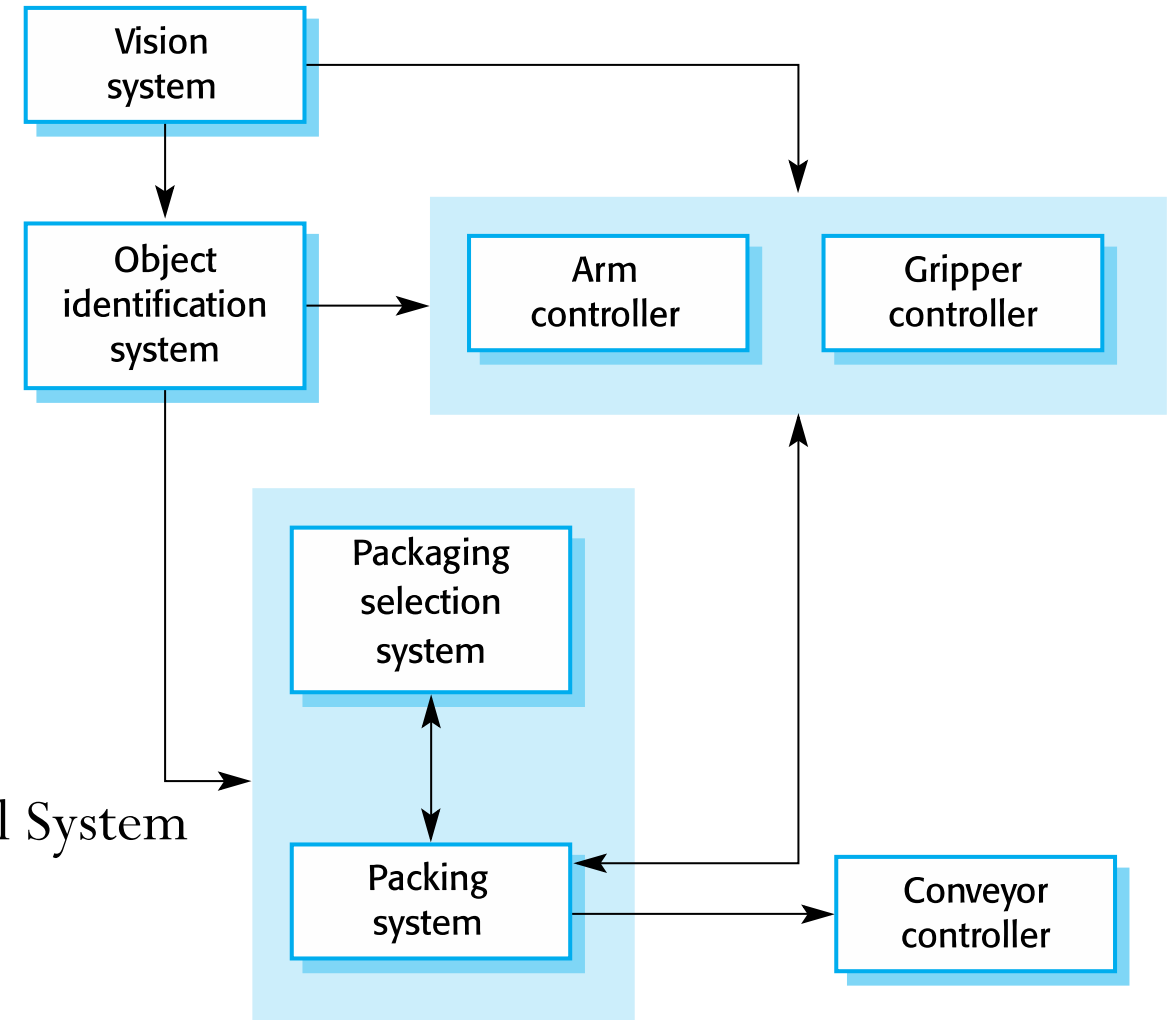 Vision
system
Object
identification
system
Arm
controller
Gripper
controller
Packaging
selection
system
l System
Packing
system
Conveyor
controller